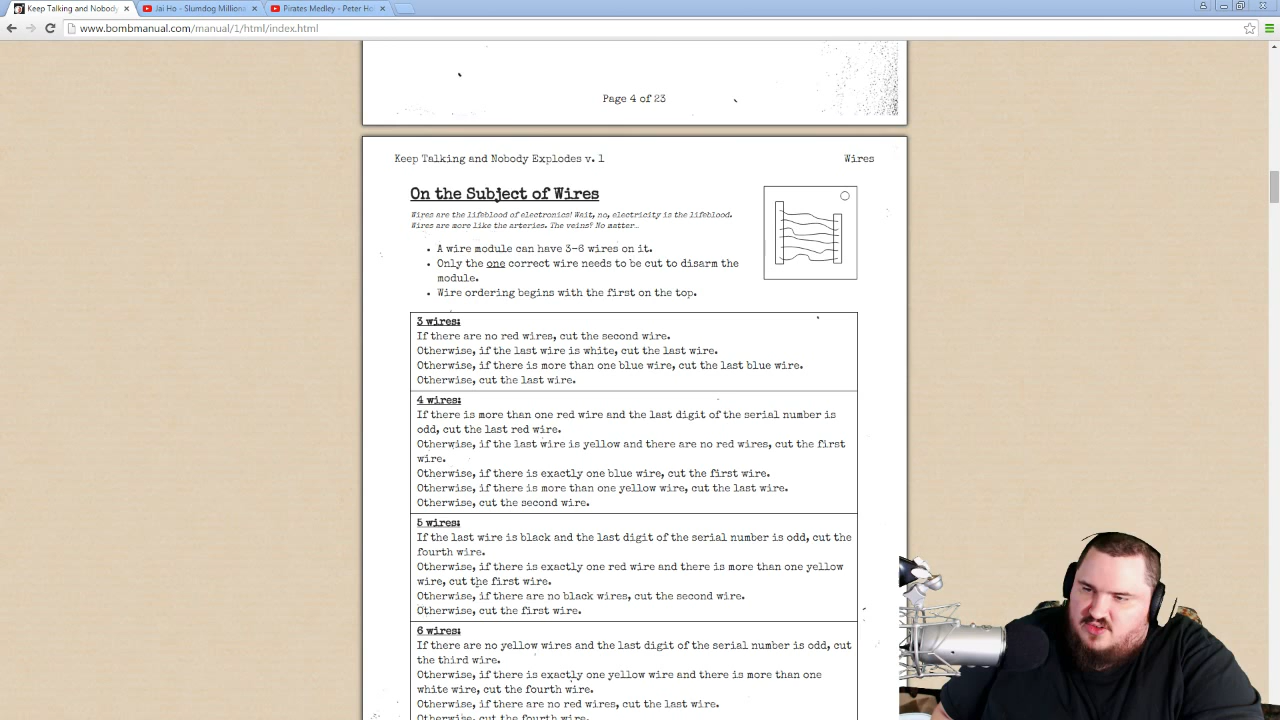 Keep Talking and Nobody
Jai Ho - Slumdog Million
Pirates Medley - Peter Ho
www.bombmanual.com/manual/1/html/index.html
Page 4 of 23
Keep Talking and Nobody Explodes v. 1
Wires
On the Subject of Wires
Wires are the lifeblood of electronics! Wait, no, electricity is the lifeblood.
Wires are more like the arteries. The veins? No matter…
• A wire module can have 3-6 wires on it.
• Only the one correct wire needs to be cut to disarm the
module.
• Wire ordering begins with the first on the top.
3 wires:
If there are no red wires, cut the second wire.
Otherwise, if the last wire is white, cut the last wire.
Otherwise, if there is more than one blue wire, cut the last blue wire.
Otherwise, cut the last wire.
4 wires:
If there is more than one red wire and the last digit of the serial number is
odd, cut the last red wire.
Otherwise, if the last wire is yellow and there are no red wires, cut the first
wire.
Otherwise, if there is exactly one blue wire, cut the first wire.
Otherwise, if there is more than one yellow wire, cut the last wire.
Otherwise, cut the second wire.
5 wires:
If the last wire is black and the last digit of the serial number is odd, cut the
fourth wire.
Otherwise, if there is exactly one red wire and there is more than one yellow
wire, cut the first wire.
Otherwise, if there are no black wires, cut the second wire.
Otherwise, cut the first wire.
6 wires:
If there are no yellow wires and the last digit of the serial number is odd, cut
the third wire.
Otherwise, if there is exactly one yellow wire and there is more than one
white wire, cut the fourth wire.
Otherwise, if there are no red wires, cut the last wire.
Otherwise, cut the fourth wire.